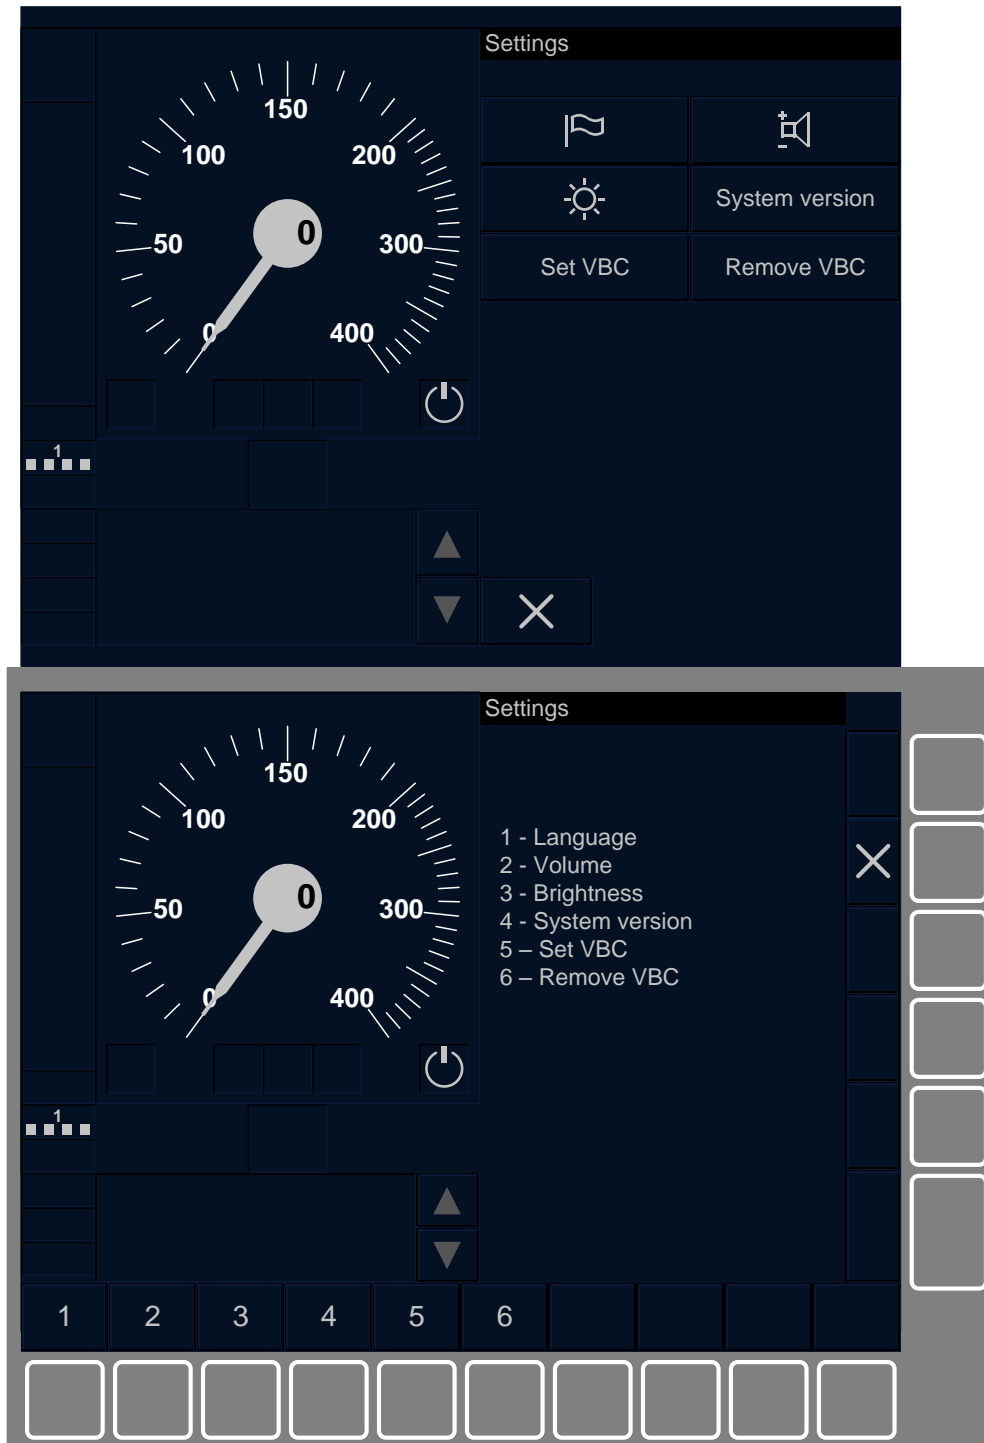 Settings
150
100 200
50 0 300
0 400
System version
Set VBC Remove VBC
1
Settings
150
100 200
50 0 300
0 400
1 - Language
2 - Volume
3 - Brightness
4 - System version
5 – Set VBC
6 – Remove VBC
1
1 2 3 4 5 6